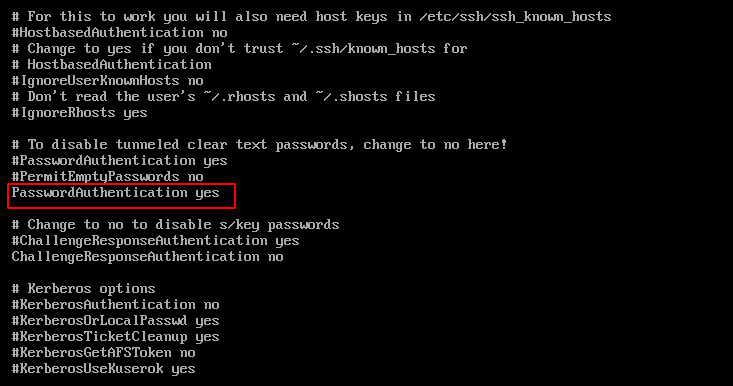 # For this to work you will also need host keys in /etc/ssh/ssh_known_hosts
#HostbasedAuthentication no
# Change to yes if you don't trust ~/.ssh/known_hosts for
# HostbasedAuthentication
#IgnoreUserKnownHosts no
# Don't read the user's ~/.rhosts and ~/.shosts files
#IgnoreRhosts yes
# To disable tunneled clear text passwords, change to no here!
#PasswordAuthentication yes
#PermitEmptyPasswords no
PasswordAuthentication yes
# Change to no to disable s/key passwords
#ChallengeResponseAuthentication yes
ChallengeResponseAuthentication no
# Kerberos options
#KerberosAuthentication no
#KerberosOrLocalPasswd yes
#KerberosTicketCleanup yes
#KerberosGetAFSToken no
#KerberosUseKuserok yes